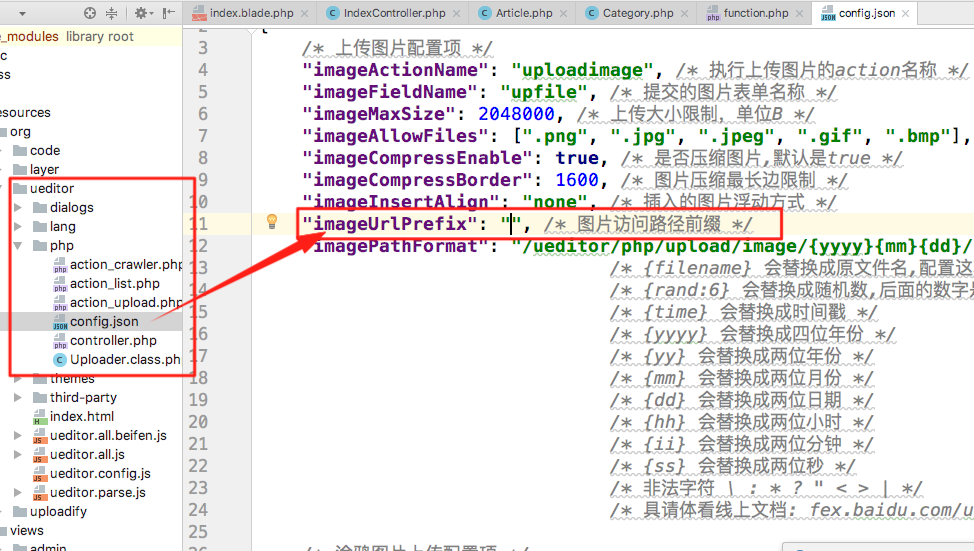 index.blade.php
IndexController.php
Article.php
Category.php
function.php
config.json
e_modules library root
c
ss
esources
org
code
layer
ueditor
dialogs
lang
php
action_crawler.php
action_list.php
action_upload.php
config.json
controller.php
Uploader.class.ph
themes
third-party
index.html
ueditor.all.beifen.js
ueditor.all.js
ueditor.config.js
ueditor.parse.js
uploadify
views
admin
3 /* 上传图片配置项 */
4 "imageActionName": "uploadimage", /* 执行上传图片的action名称 */
5 "imageFieldName": "upfile", /* 提交的图片表单名称 */
6 "imageMaxSize": 2048000, /* 上传大小限制，单位B */
7 "imageAllowFiles": [".png", ".jpg", ".jpeg", ".gif", ".bmp"],
8 "imageCompressEnable": true, /* 是否压缩图片,默认是true */
9 "imageCompressBorder": 1600, /* 图片压缩最长边限制 */
10 "imageInsertAlign": "none", /* 插入的图片浮动方式 */
11 "imageUrlPrefix": "", /* 图片访问路径前缀 */
12 "imagePathFormat": "/ueditor/php/upload/image/{yyyy}{mm}{dd}/
13 /* {filename} 会替换成原文件名,配置这
14 /* {rand:6} 会替换成随机数,后面的数字是
15 /* {time} 会替换成时间戳 */
16 /* {yyyy} 会替换成四位年份 */
17 /* {yy} 会替换成两位年份 */
18 /* {mm} 会替换成两位月份 */
19 /* {dd} 会替换成两位日期 */
20 /* {hh} 会替换成两位小时 */
21 /* {ii} 会替换成两位分钟 */
22 /* {ss} 会替换成两位秒 */
23 /* 非法字符 \ : * ? " < > | */
24 /* 具请体看线上文档: fex.baidu.com/u
25
26 /* 涂鸦图片上传配置项 */